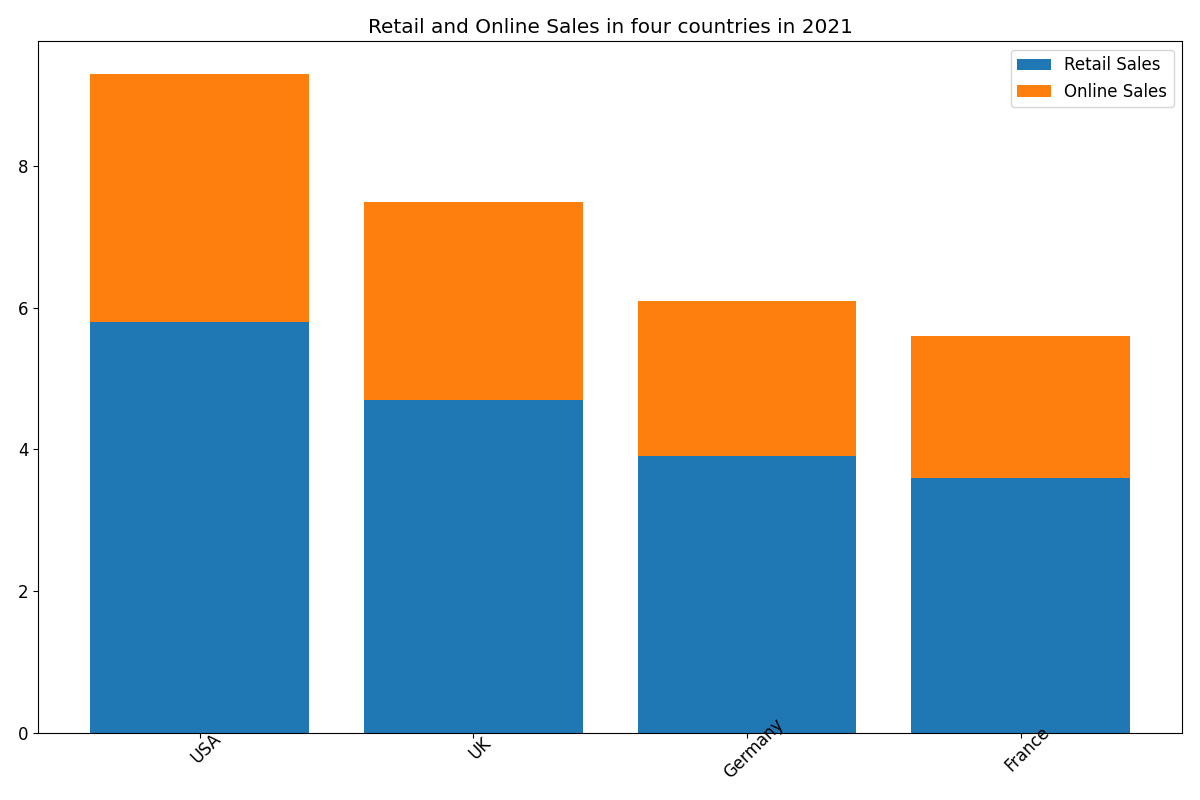 Retail and Online Sales in four countries in 2021
Retail Sales
Online Sales
8
6
4
2
0
USA
UK
Germany
France